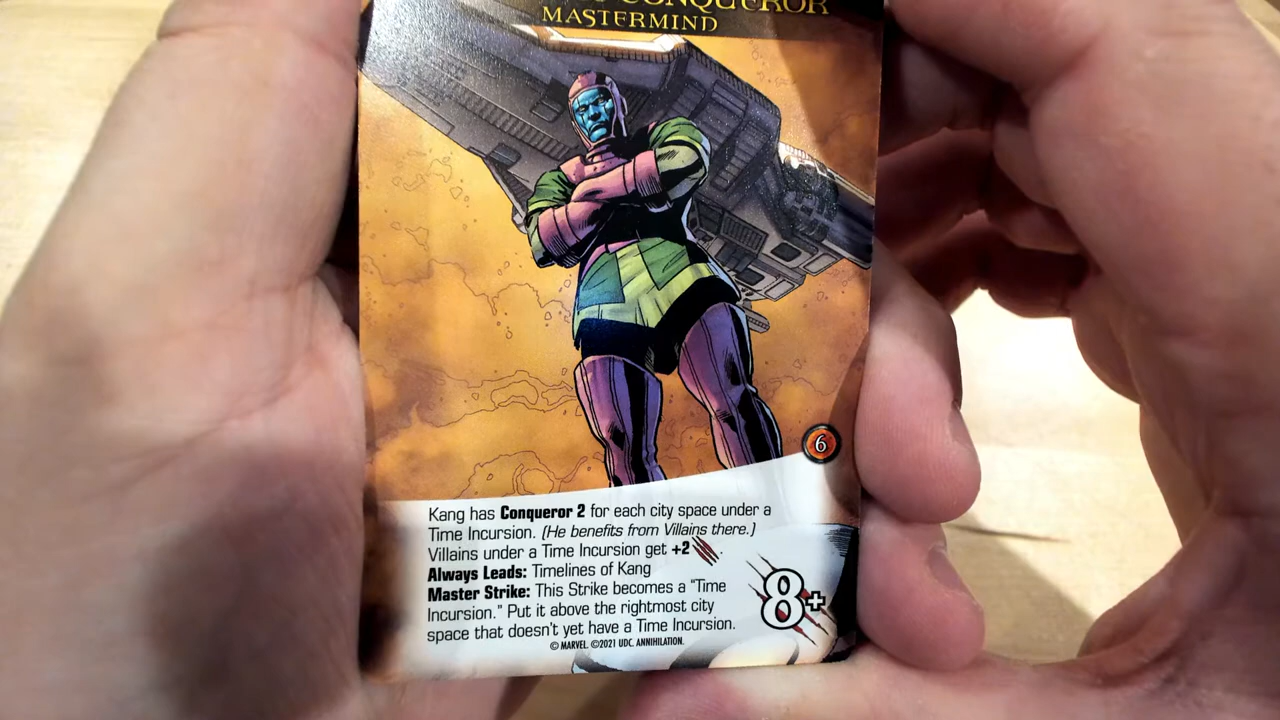 CONQUEROR
MASTERMIND
6
Kang has Conqueror 2 for each city space under a
Time Incursion. (He benefits from Villains there.)
Villains under a Time Incursion get +2 .
Always Leads: Timelines of Kang
Master Strike: This Strike becomes a "Time
Incursion." Put it above the rightmost city
space that doesn't yet have a Time Incursion.
8+
© MARVEL. ©2021 UDC. ANNIHILATION.